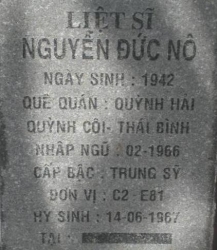 LIỆT SĨ
NGUYỄN ĐỨC NÔ
NGÀY SINH : 1942
QUÊ QUÁN : QUỲNH HẢI
QUỲNH CÔI - THÁI BÌNH
NHẬP NGŨ : 02-1966
CẤP BẬC : TRUNG SỸ
ĐƠN VỊ : C2 - E81
HY SINH : 14-06-1967
TẠI :